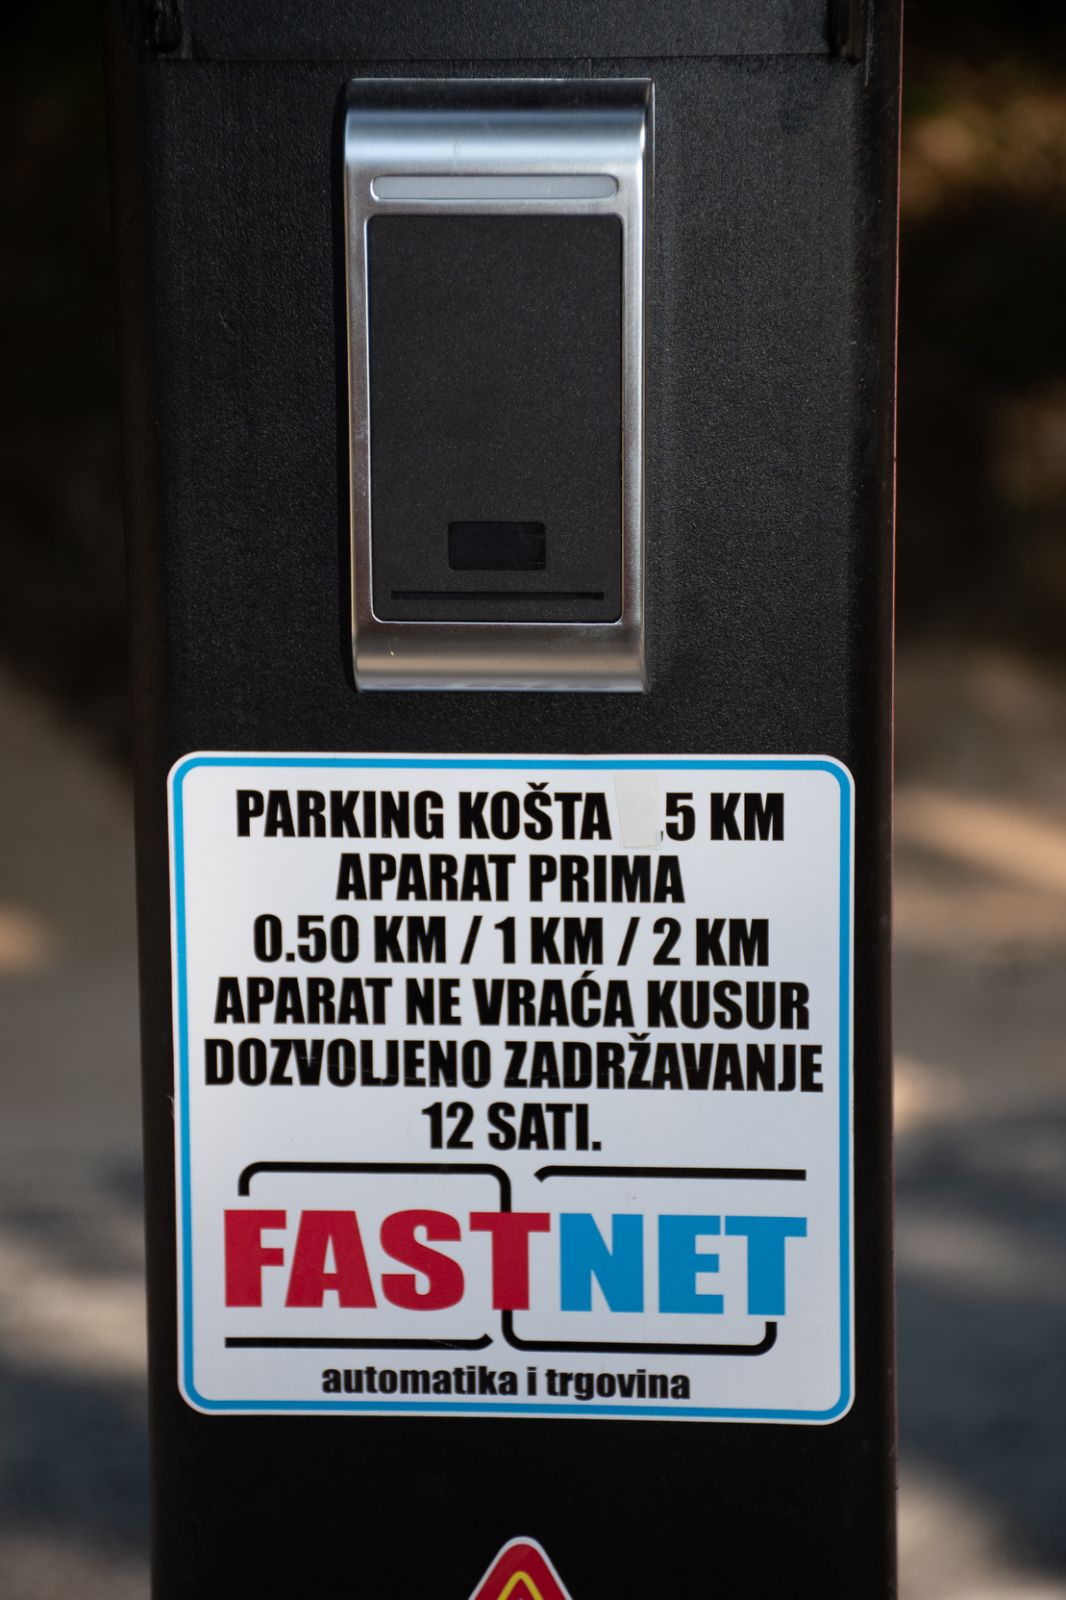 PARKING KOŠTA ,5 KM
APARAT PRIMA
0.50 KM / 1 KM / 2 KM
APARAT NE VRAĆA KUSUR
DOZVOLJENO ZADRŽAVANJE
12 SATI.
FASTNET
automatika i trgovina